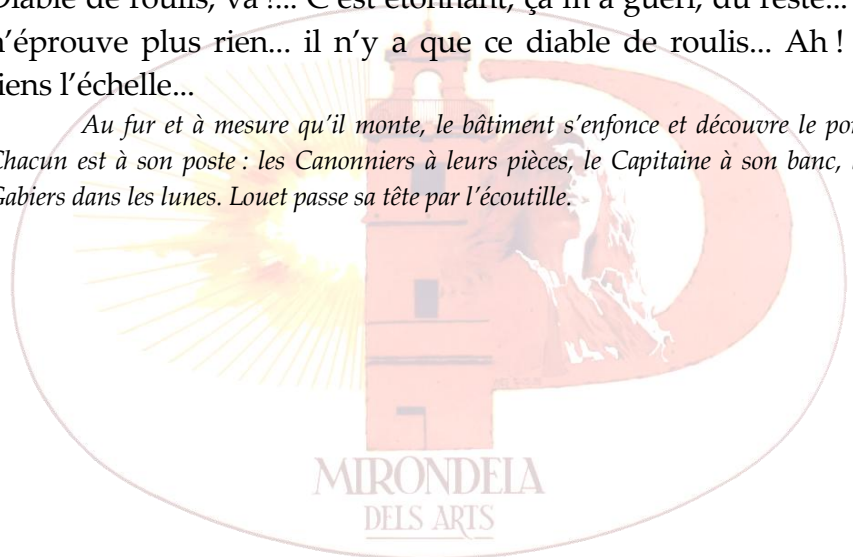 Diable de roulis, va !... C'est étonnant, ça m'a guéri, du reste...
n'éprouve plus rien... il n'y a que ce diable de roulis... Ah !
tiens l'échelle...
Au fur et à mesure qu'il monte, le bâtiment s'enfonce et découvre le pon
Chacun est à son poste : les Canonniers à leurs pièces, le Capitaine à son banc,
Gabiers dans les lunes. Louet passe sa tête par l'écoutille.
MIRONDELA
DELS ARTS